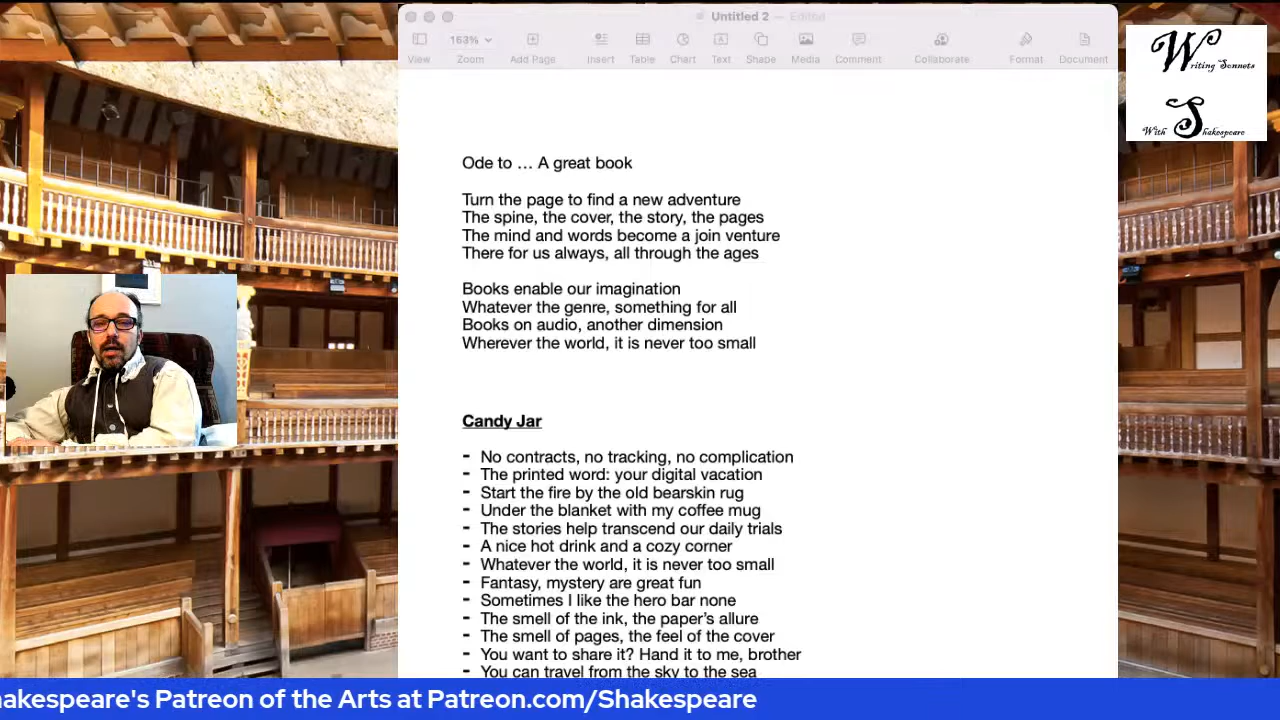 Untitled 2 — Edited
163%
View Zoom Add Page Insert Table Chart Text Shape Media Comment Collaborate Format Document
Writing Sonnets
With Shakespeare
Ode to … A great book
Turn the page to find a new adventure
The spine, the cover, the story, the pages
The mind and words become a join venture
There for us always, all through the ages
Books enable our imagination
Whatever the genre, something for all
Books on audio, another dimension
Wherever the world, it is never too small
Candy Jar
- No contracts, no tracking, no complication
- The printed word: your digital vacation
- Start the fire by the old bearskin rug
- Under the blanket with my coffee mug
- The stories help transcend our daily trials
- A nice hot drink and a cozy corner
- Whatever the world, it is never too small
- Fantasy, mystery are great fun
- Sometimes I like the hero bar none
- The smell of the ink, the paper's allure
- The smell of pages, the feel of the cover
- You want to share it? Hand it to me, brother
- You can travel from the sky to the sea
hakespeare's Patreon of the Arts at Patreon.com/Shakespeare